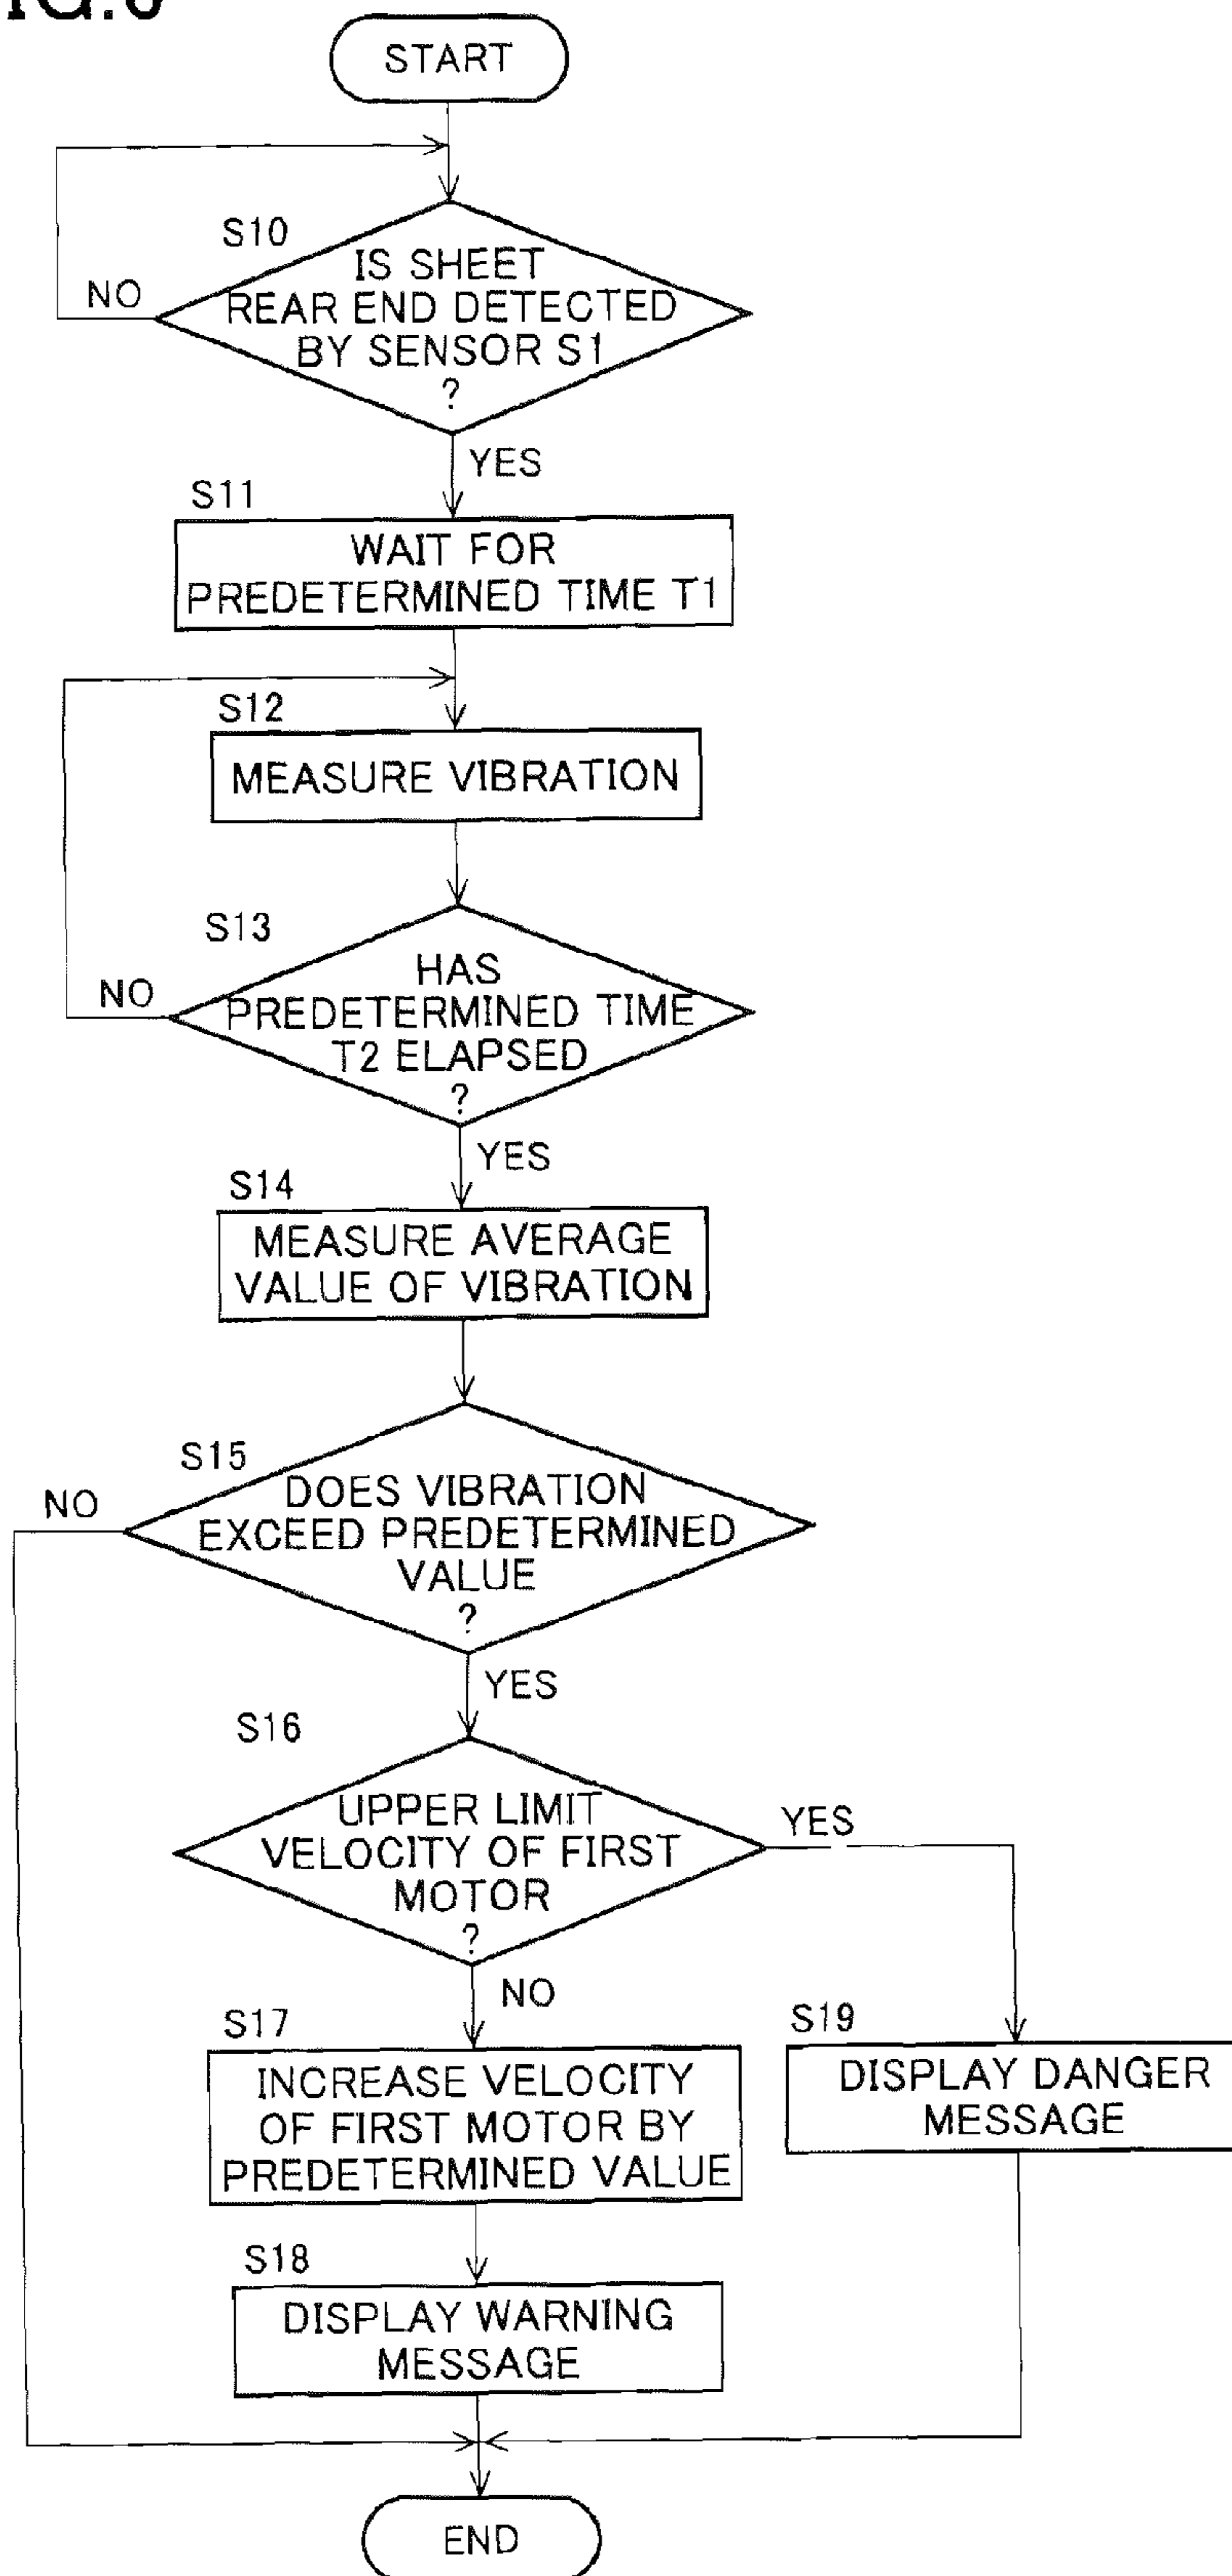 START
S10
IS SHEET
REAR END DETECTED
BY SENSOR S1
?
NO
YES
S11
WAIT FOR
PREDETERMINED TIME T1
S12
MEASURE VIBRATION
S13
HAS
PREDETERMINED TIME
T2 ELAPSED
?
NO
YES
S14
MEASURE AVERAGE
VALUE OF VIBRATION
S15
DOES VIBRATION
EXCEED PREDETERMINED
VALUE
?
NO
YES
S16
UPPER LIMIT
VELOCITY OF FIRST
MOTOR
?
YES
NO
S17
INCREASE VELOCITY
OF FIRST MOTOR BY
PREDETERMINED VALUE
S19
DISPLAY DANGER
MESSAGE
S18
DISPLAY WARNING
MESSAGE
END